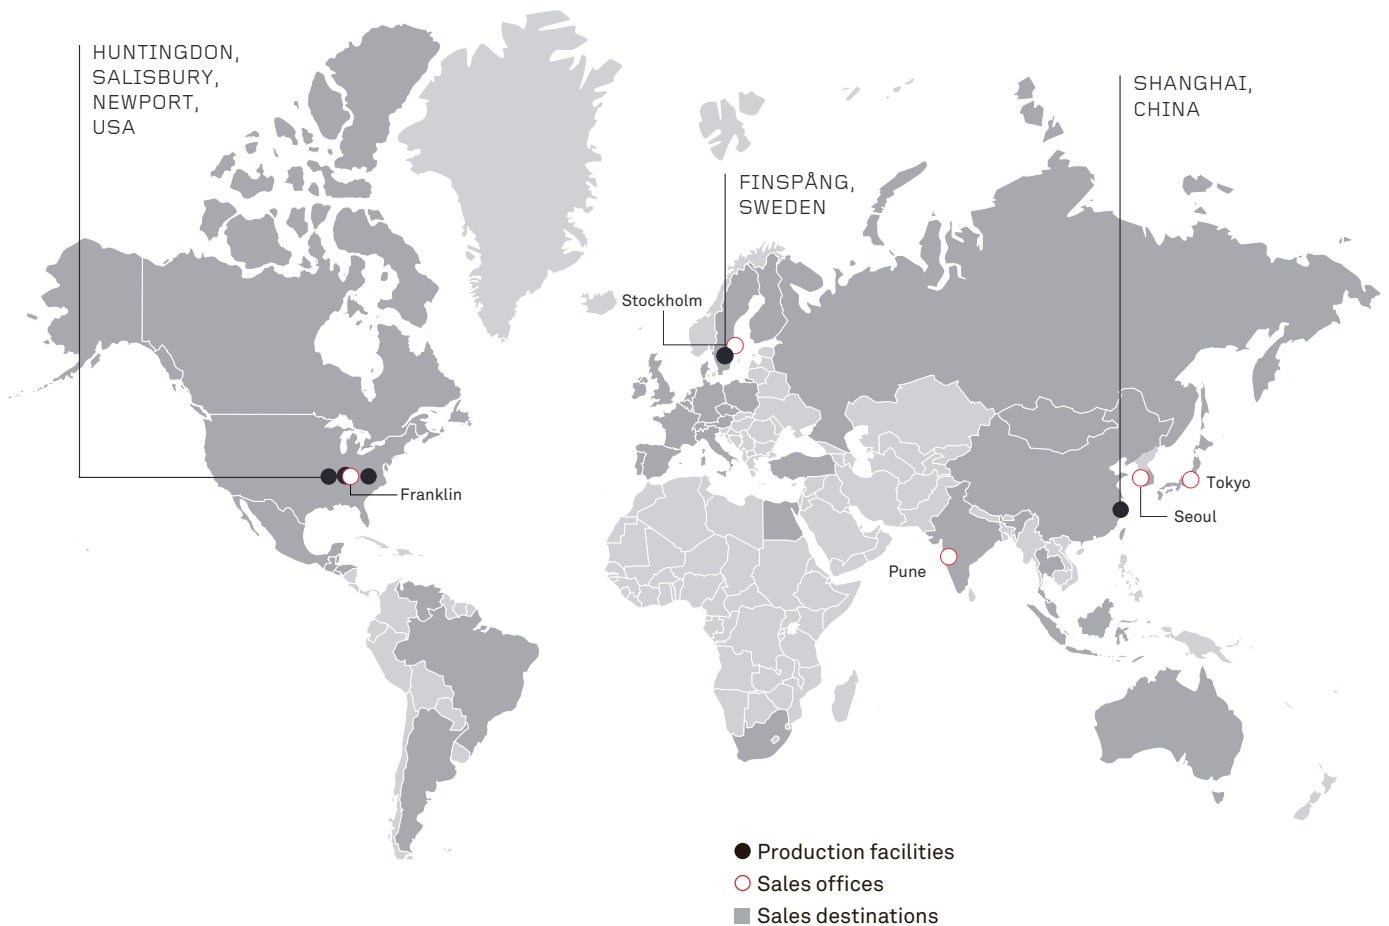 HUNTINGDON,
SALISBURY,
NEWPORT,
USA
SHANGHAI,
CHINA
FINSPÅNG,
SWEDEN
Stockholm
Franklin
Tokyo
Seoul
Pune
Production facilities
Sales offices
Sales destinations